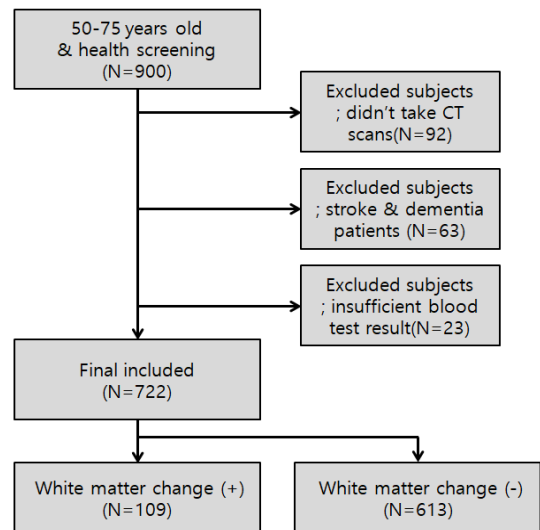 50-75 years old
& health screening
(N=900)
Excluded subjects
; didn't take CT
scans(N=92)
Excluded subjects
; stroke & dementia
patients (N=63)
Excluded subjects
; insufficient blood
test result(N=23)
Final included
(N=722)
White matter change (+)
(N=109)
White matter change (-)
(N=613)